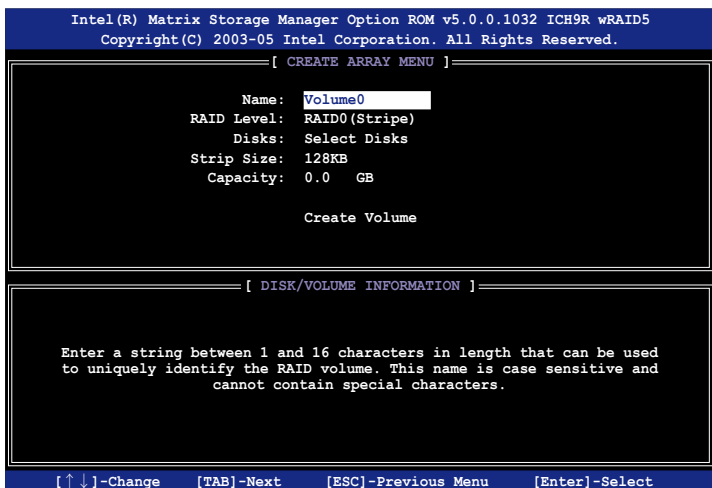 Intel(R) Matrix Storage Manager Option ROM v5.0.0.1032 ICH9R wRAID5
Copyright(C) 2003-05 Intel Corporation. All Rights Reserved.
[ CREATE ARRAY MENU ]
Name: Volume0
RAID Level: RAID0(Stripe)
Disks: Select Disks
Strip Size: 128KB
Capacity: 0.0 GB
Create Volume
[ DISK/VOLUME INFORMATION ]
Enter a string between 1 and 16 characters in length that can be used
to uniquely identify the RAID volume. This name is case sensitive and
cannot contain special characters.
[↑↓]-Change [TAB]-Next [ESC]-Previous Menu [Enter]-Select